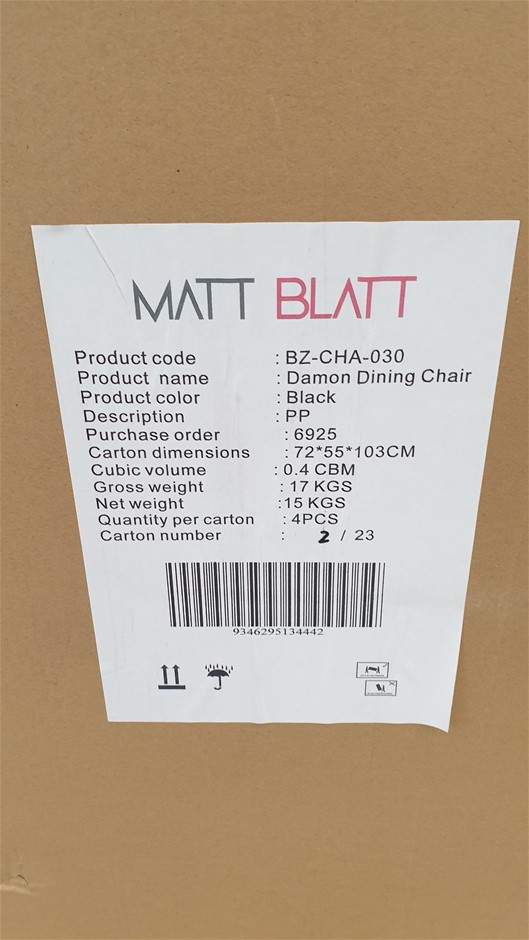 MATT BLATT
Product code : BZ-CHA-030
Product name : Damon Dining Chair
Product color : Black
Description : PP
Purchase order : 6925
Carton dimensions : 72*55*103CM
Cubic volume : 0.4 CBM
Gross weight : 17 KGS
Net weight :15 KGS
Quantity per carton : 4PCS
Carton number : 2 / 23
9346295134442